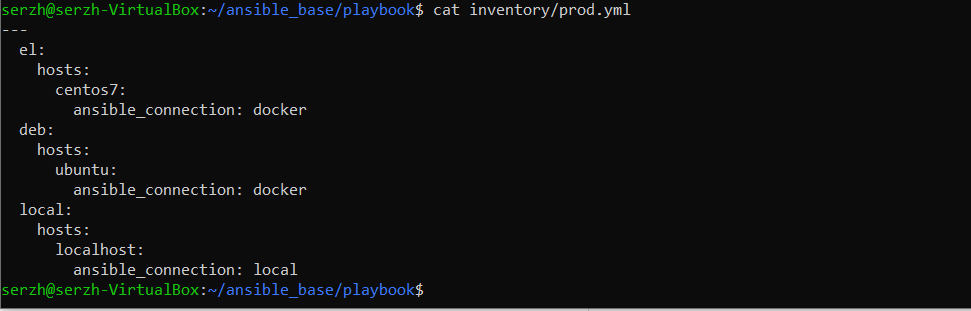 serzh@serzh-VirtualBox:~/ansible_base/playbook$ cat inventory/prod.yml
---
  el:
    hosts:
      centos7:
        ansible_connection: docker
  deb:
    hosts:
      ubuntu:
        ansible_connection: docker
  local:
    hosts:
      localhost:
        ansible_connection: local
serzh@serzh-VirtualBox:~/ansible_base/playbook$